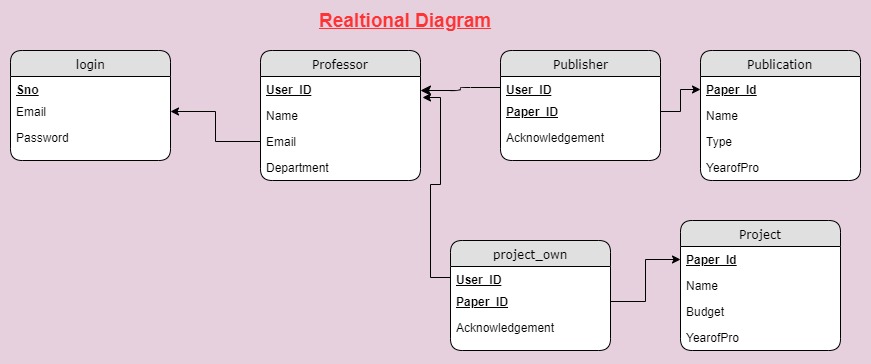 Realtional Diagram
login
Sno
Email
Password
Professor
User_ID
Name
Email
Department
Publisher
User_ID
Paper_ID
Acknowledgement
Publication
Paper_Id
Name
Type
YearofPro
project_own
User_ID
Paper_ID
Acknowledgement
Project
Paper_Id
Name
Budget
YearofPro